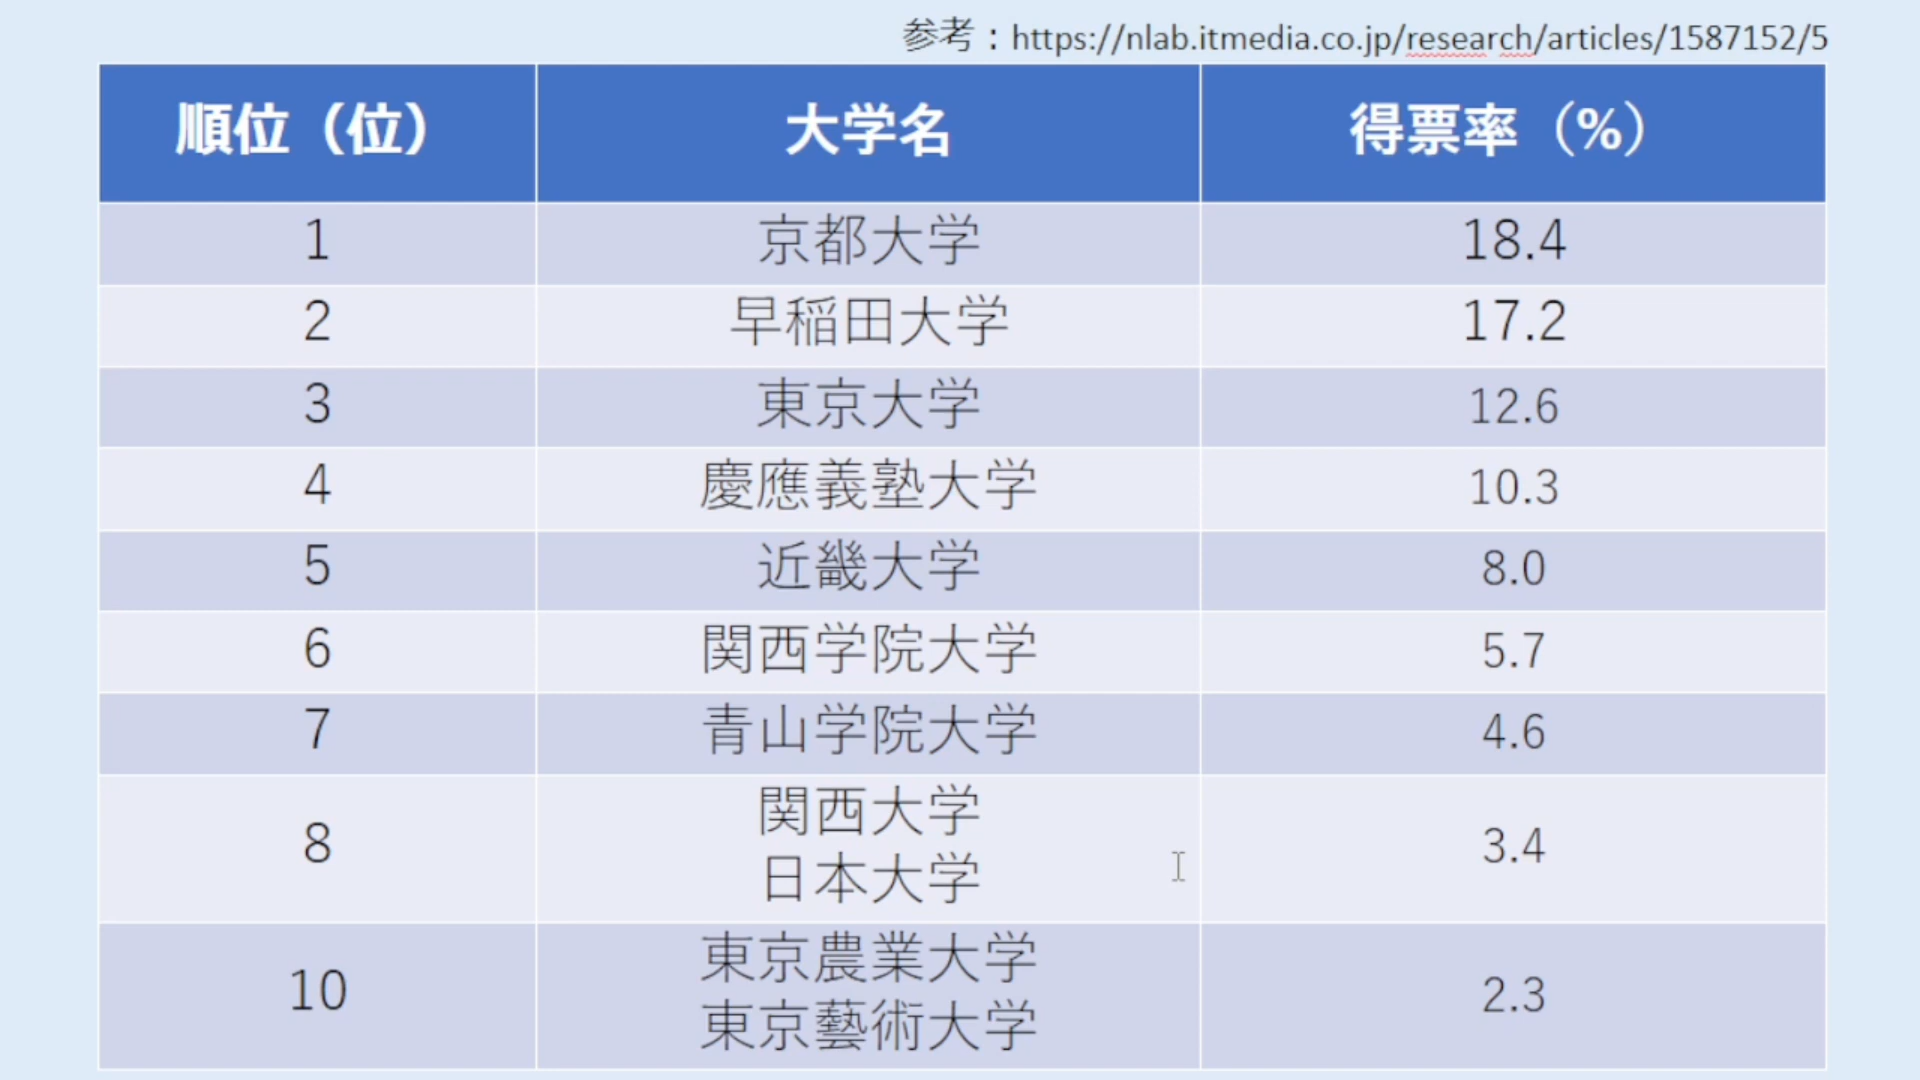 参考：https://nlab.itmedia.co.jp/research/articles/1587152/5
順位（位） 大学名 得票率（%）
1 京都大学 18.4
2 早稲田大学 17.2
3 東京大学 12.6
4 慶應義塾大学 10.3
5 近畿大学 8.0
6 関西学院大学 5.7
7 青山学院大学 4.6
8 関西大学 3.4
日本大学
10 東京農業大学 2.3
東京藝術大学